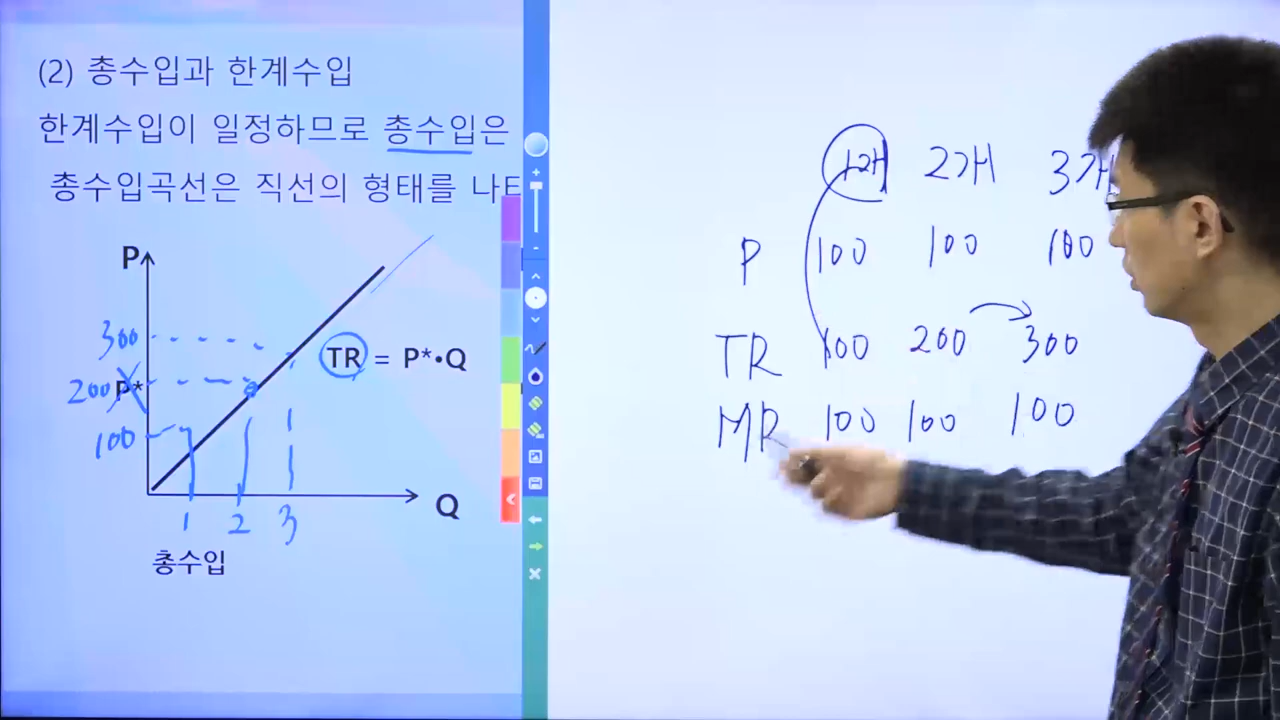 (2) 총수입과 한계수입
한계수입이 일정하므로 총수입은
총수입곡선은 직선의 형태를 나타
P
300
200 P*
100
TR = P*•Q
1 2 3
Q
총수입
1개 2개 3개
P 100 100 100
TR 100 200 300
MR 100 100 100